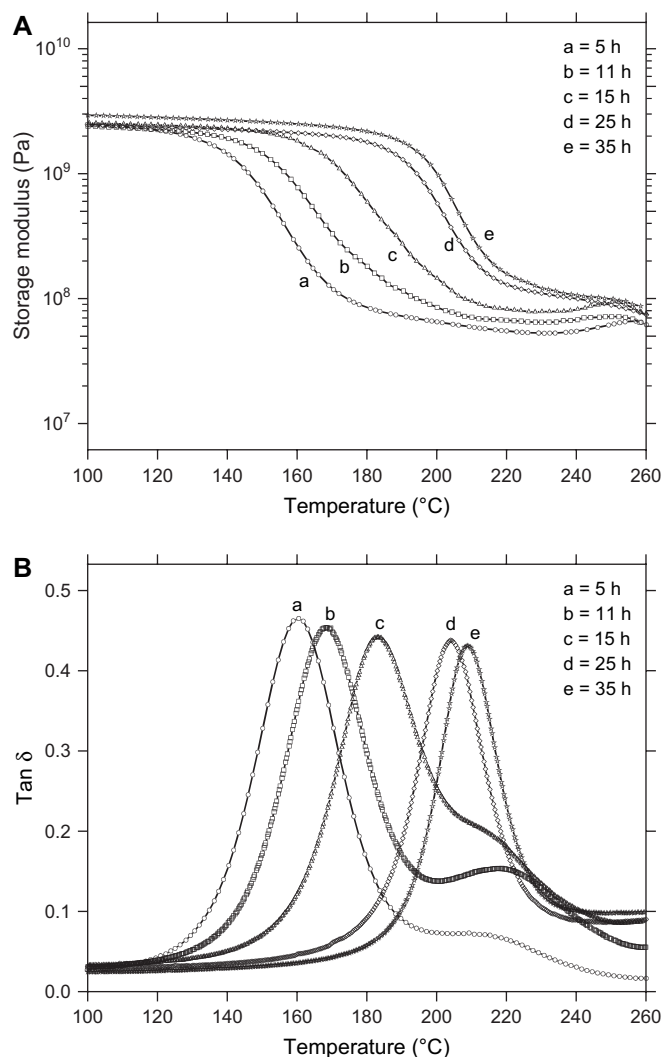 A
Storage modulus (Pa)
10^10
10^9
10^8
10^7
a = 5 h
b = 11 h
c = 15 h
d = 25 h
e = 35 h
a
b
c
d
e
100 120 140 160 180 200 220 240 260
Temperature (°C)
B
Tan δ
0.5
0.4
0.3
0.2
0.1
0.0
a = 5 h
b = 11 h
c = 15 h
d = 25 h
e = 35 h
a
b
c
d
e
100 120 140 160 180 200 220 240 260
Temperature (°C)